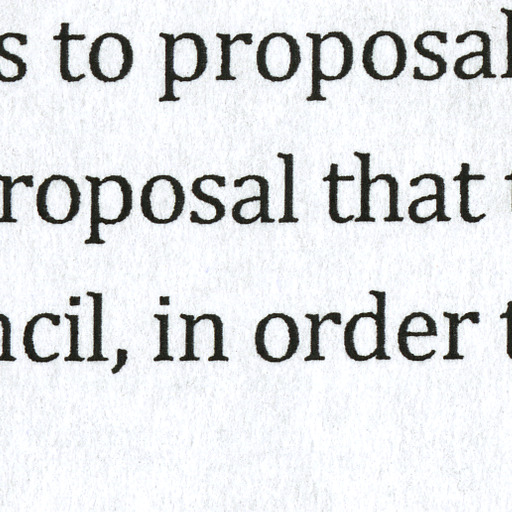 s to proposal
roposal that t
ncil, in order t